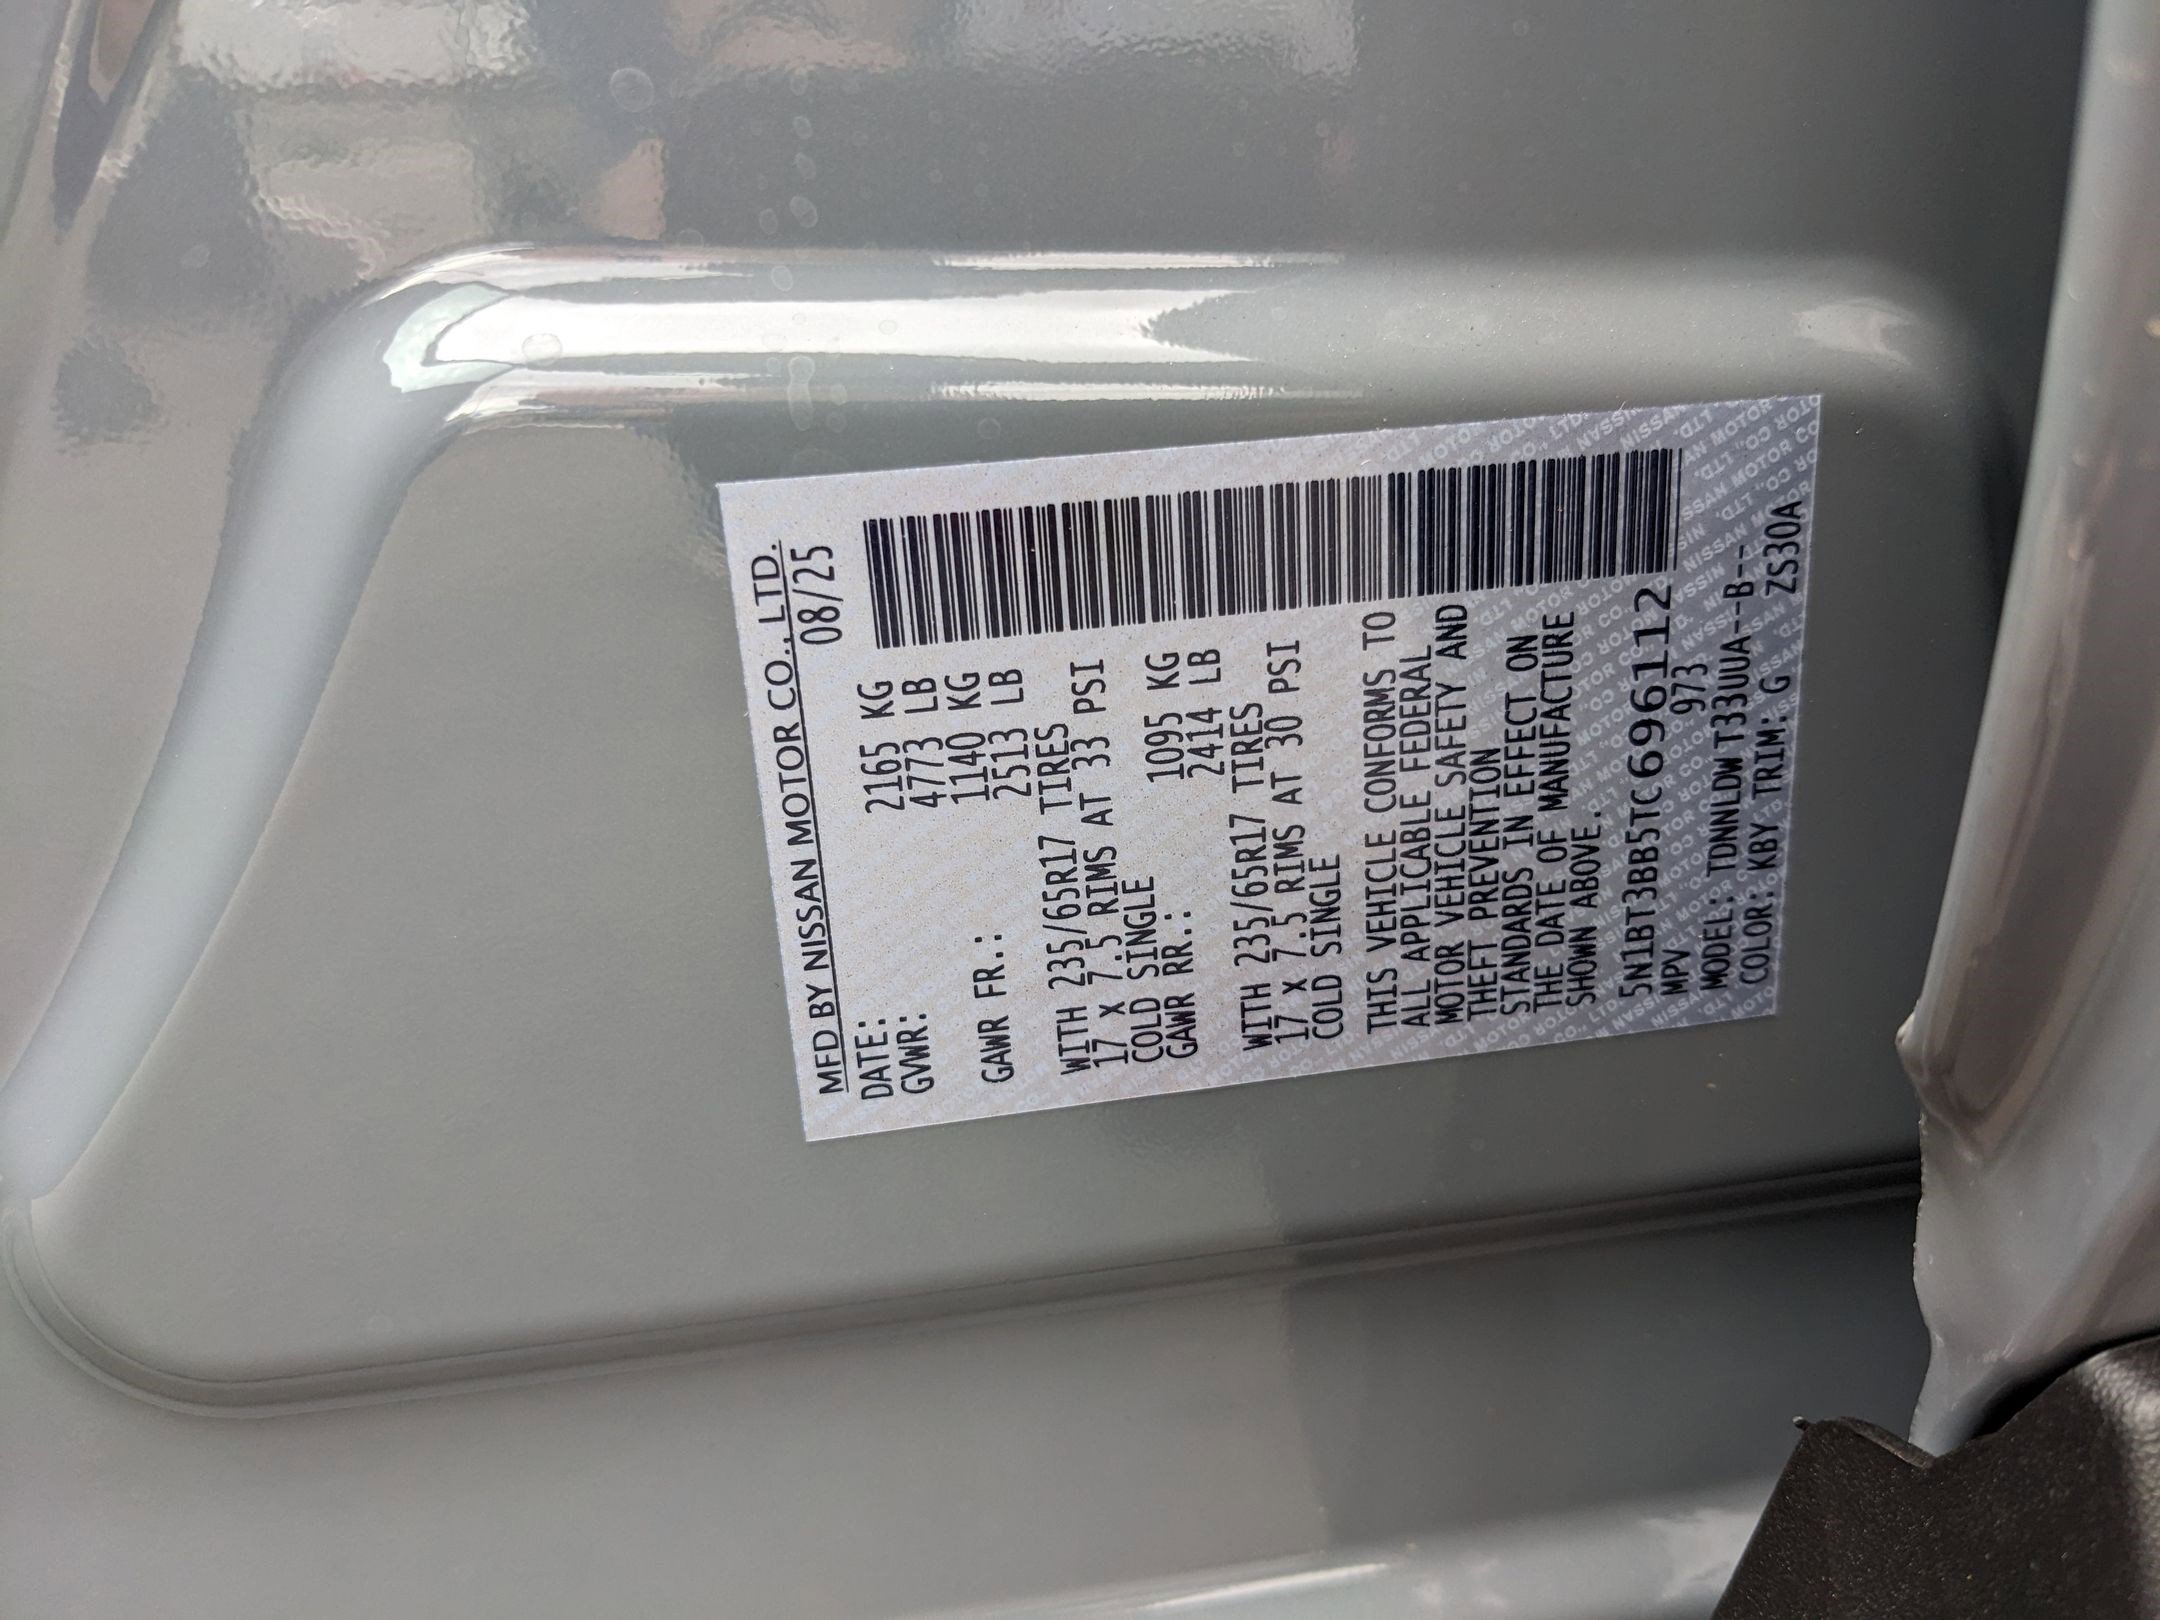 MFD BY NISSAN MOTOR CO., LTD.
DATE: 08/25
GVWR: 2165 KG
4773 LB
GAWR FR.: 1140 KG
2513 LB
WITH 235/65R17 TIRES
17 X 7.5 RIMS AT 33 PSI
COLD SINGLE
GAWR RR.: 1095 KG
2414 LB
WITH 235/65R17 TIRES
17 X 7.5 RIMS AT 30 PSI
COLD SINGLE
THIS VEHICLE CONFORMS TO
ALL APPLICABLE FEDERAL
MOTOR VEHICLE SAFETY AND
THEFT PREVENTION
STANDARDS IN EFFECT ON
THE DATE OF MANUFACTURE
SHOWN ABOVE.
5N1BT3BB5TC696112
MPV 973
MODEL: TDNNLDW T33UUA--B--
COLOR: KBY TRIM: G ZS30A